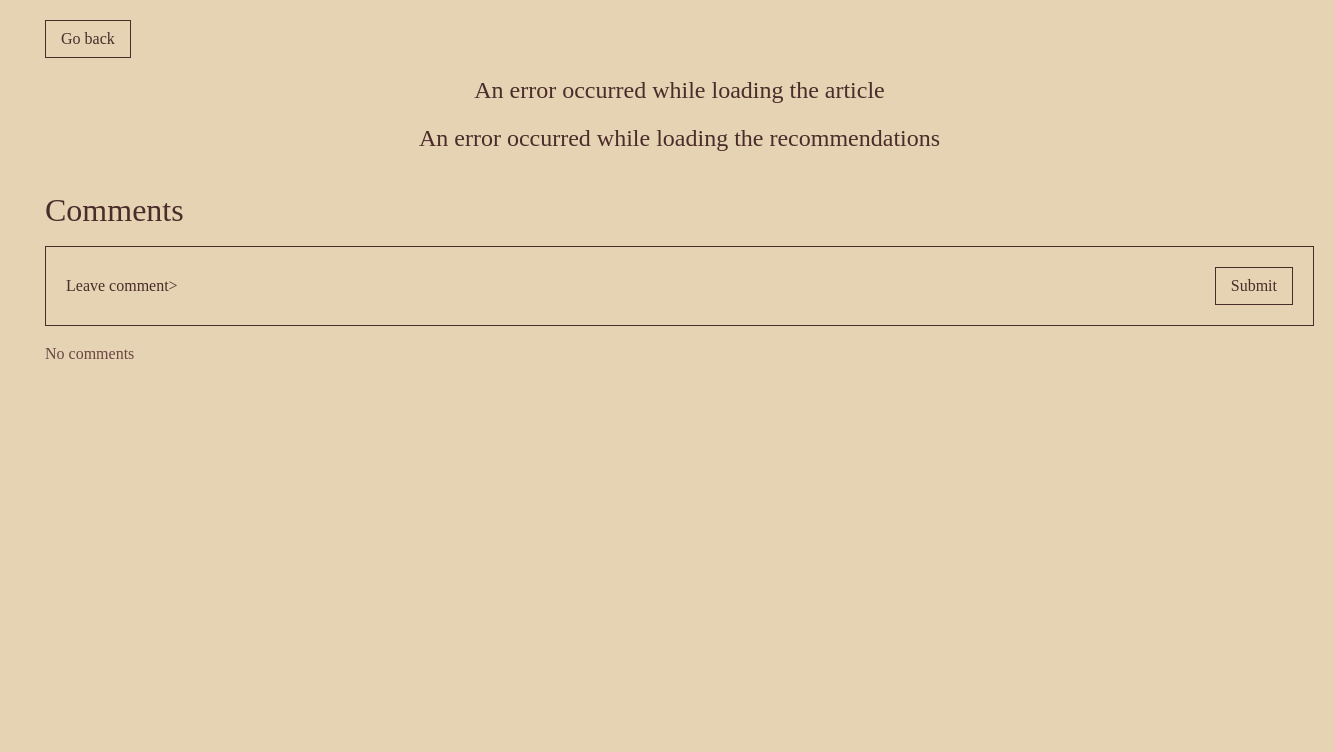 Go back
An error occurred while loading the article
An error occurred while loading the recommendations
Comments
Leave comment>
Submit
No comments